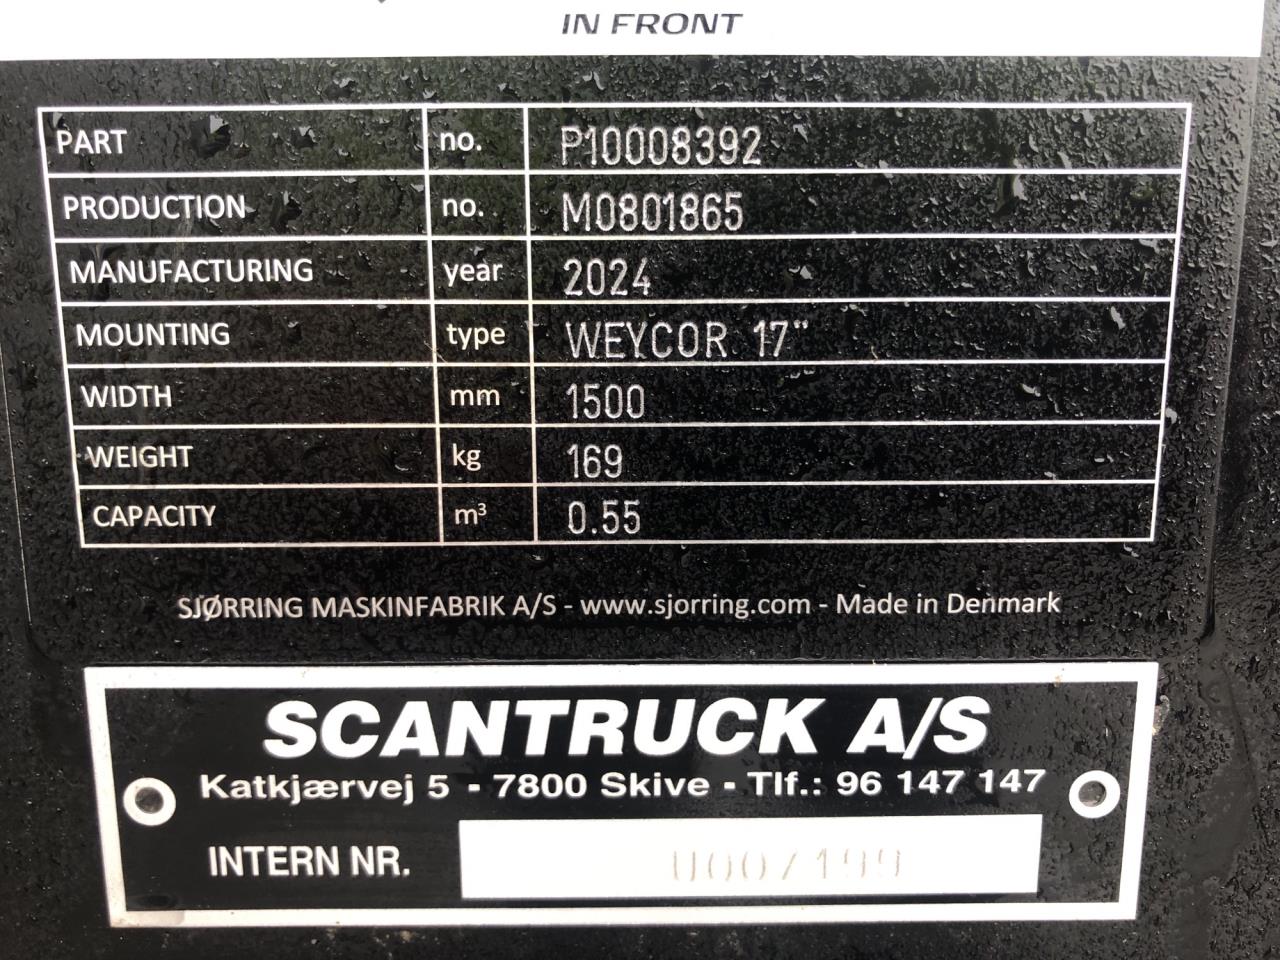 IN FRONT
PART no. P10008392
PRODUCTION no. M0801865
MANUFACTURING year 2024
MOUNTING type WEYCOR 17"
WIDTH mm 1500
WEIGHT kg 169
CAPACITY m³ 0.55
SJØRRING MASKINFABRIK A/S - www.sjorring.com - Made in Denmark
SCANTRUCK A/S
Katkjærvej 5 - 7800 Skive - Tlf.: 96 147 147
INTERN NR.